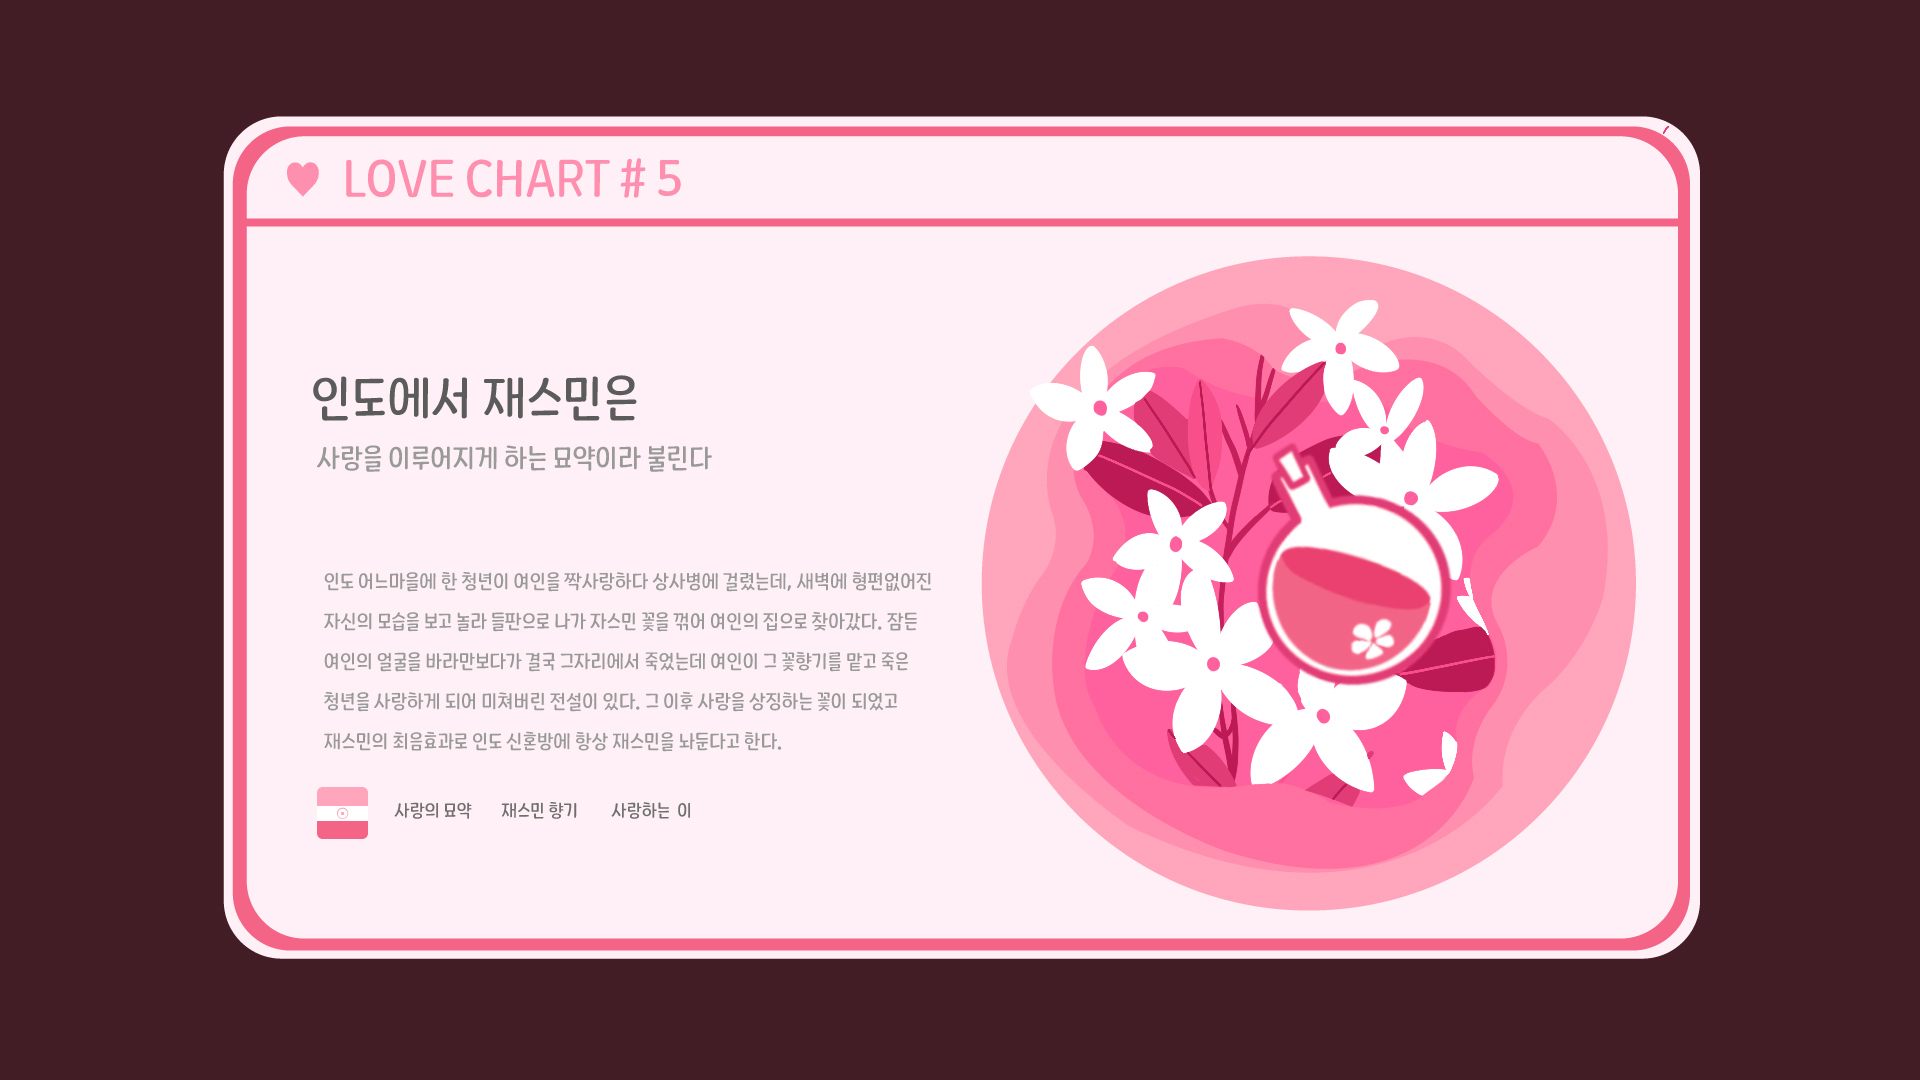 LOVE CHART # 5
인도에서 재스민은
사랑을 이루어지게 하는 묘약이라 불린다
인도 어느마을에 한 청년이 여인을 짝사랑하다 상사병에 걸렸는데, 새벽에 형편없어진
자신의 모습을 보고 놀라 들판으로 나가 자스민 꽃을 꺾어 여인의 집으로 찾아갔다. 잠든
여인의 얼굴을 바라만보다가 결국 그자리에서 죽었는데 여인이 그 꽃향기를 맡고 죽은
청년을 사랑하게 되어 미쳐버린 전설이 있다. 그 이후 사랑을 상징하는 꽃이 되었고
재스민의 최음효과로 인도 신혼방에 항상 재스민을 놔둔다고 한다.
사랑의 묘약 재스민 향기 사랑하는 이